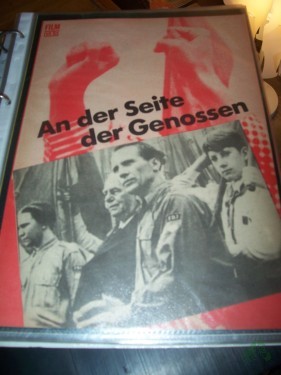 An der Seite
der Genossen